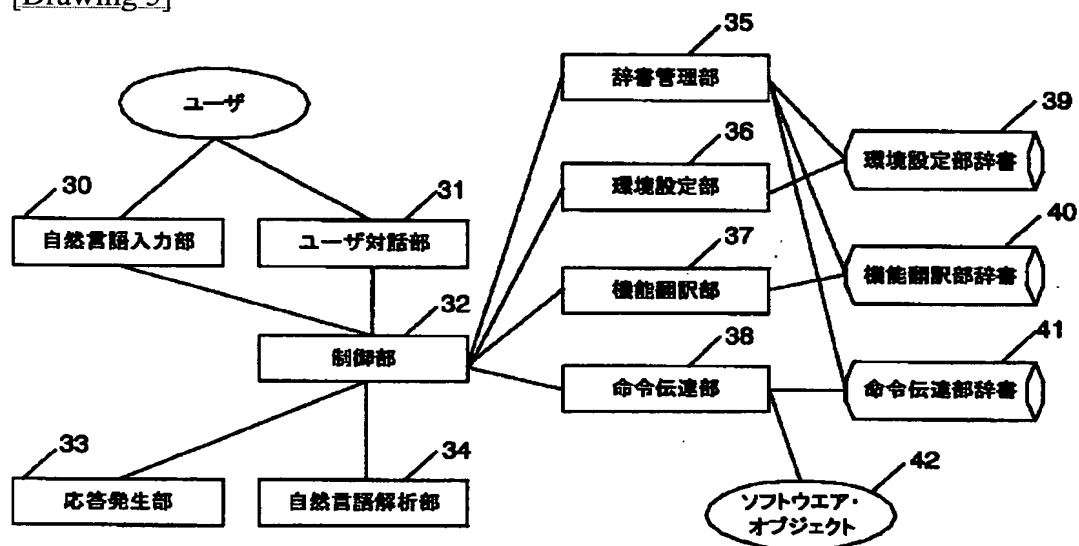 [Drawing 3]
35
辞書管理部
ユーザ
39
36
環境設定部辞書
30
環境設定部
31
自然言語入力部
ユーザ対話部
40
37
機能翻訳部辞書
機能翻訳部
32
41
制御部
38
命令伝達部
命令伝達部辞書
33
34
42
応答発生部
自然言語解析部
ソフトウエア・
オブジェクト